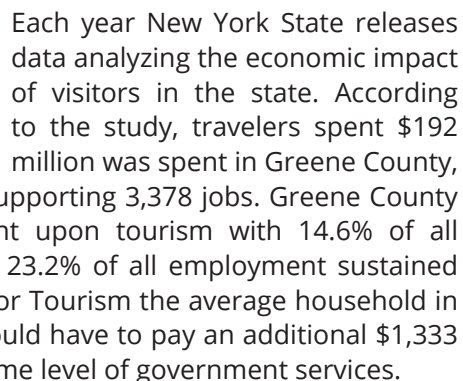 Each year New York State releases
data analyzing the economic impact
of visitors in the state. According
to the study, travelers spent $192
million was spent in Greene County,
upporting 3,378 jobs. Greene County
nt upon tourism with 14.6% of all
23.2% of all employment sustained
or Tourism the average household in
ould have to pay an additional $1,333
me level of government services.